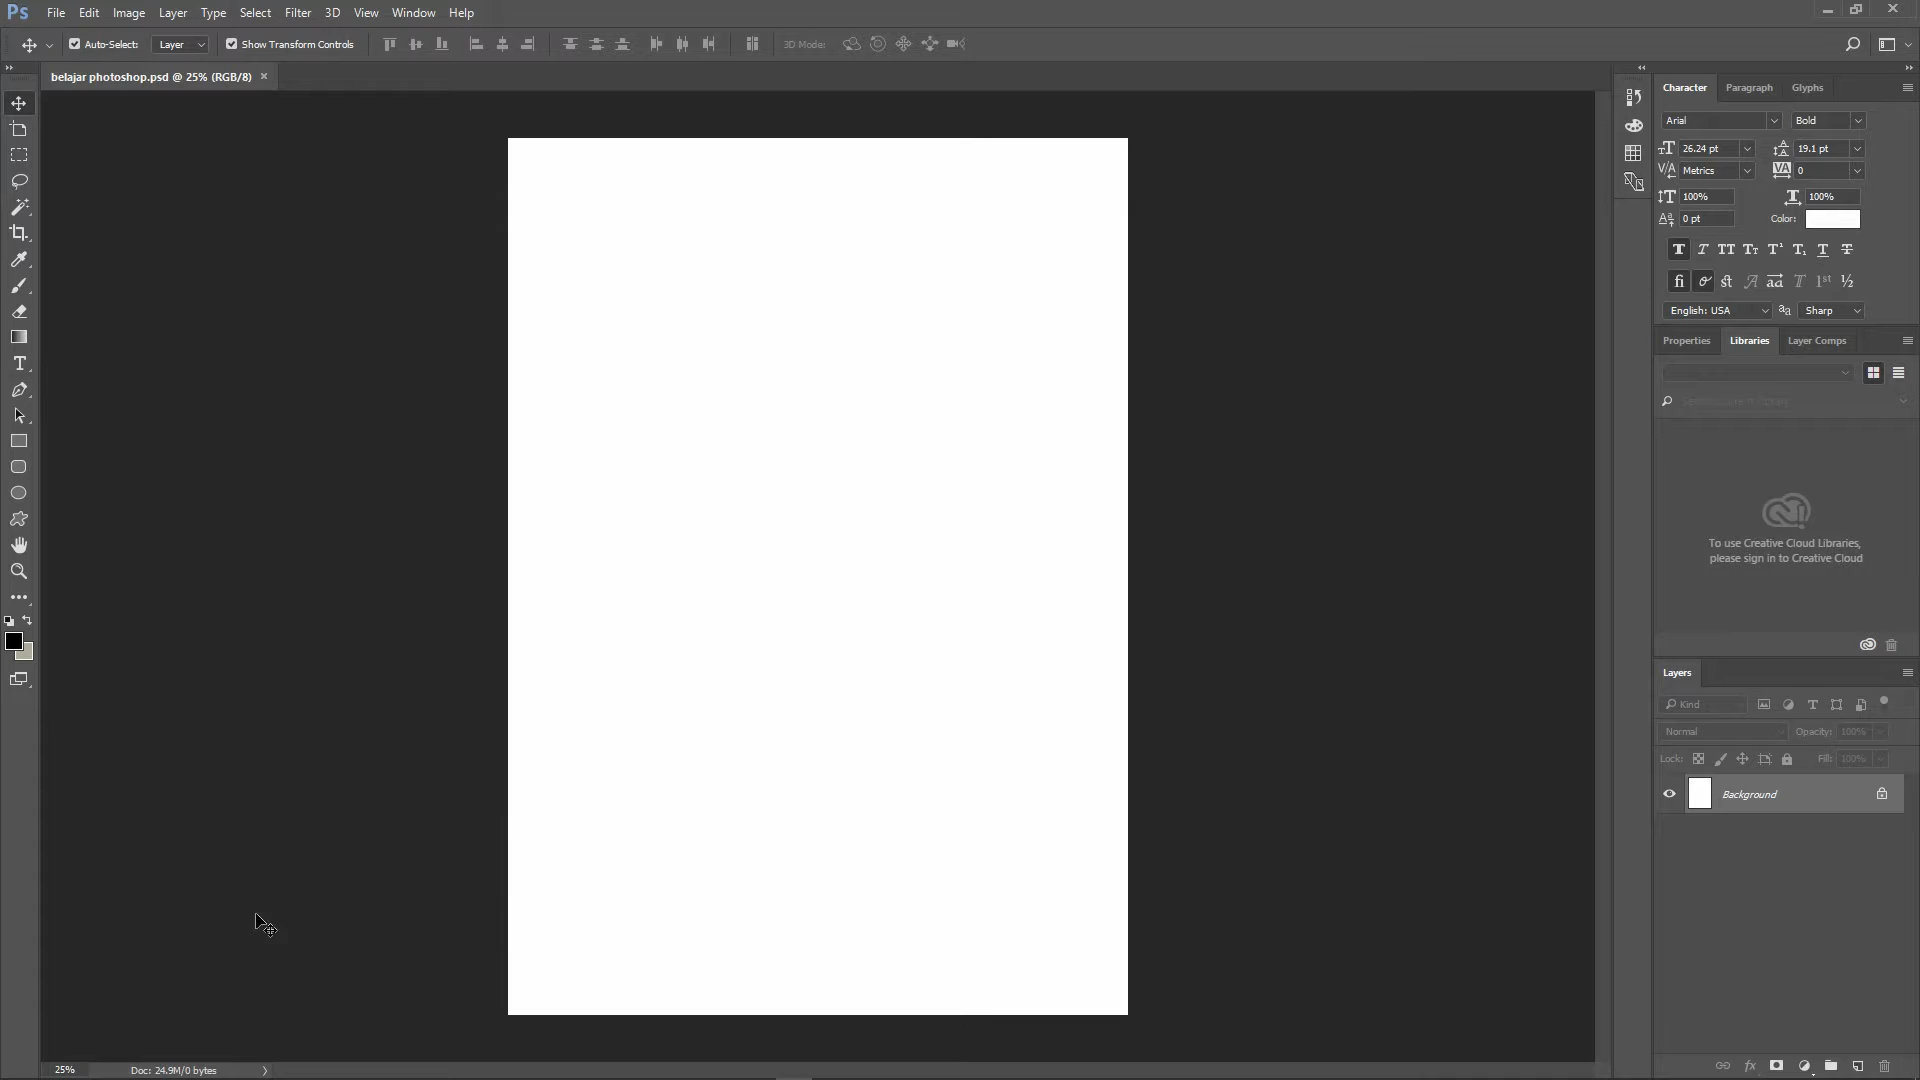 Ps File Edit Image Layer Type Select Filter 3D View Window Help
Auto-Select: Layer Show Transform Controls 3D Mode:
belajar photoshop.psd @ 25% (RGB/8) ×
Character Paragraph Glyphs
Arial Bold
26.24 pt 19.1 pt
Metrics 0
100% 100%
0 pt Color:
English: USA Sharp
Properties Libraries Layer Comps
To use Creative Cloud Libraries,
please sign in to Creative Cloud
Layers
Kind
Normal Opacity: 100%
Lock: Fill: 100%
Background
25% Doc: 24.9M/0 bytes